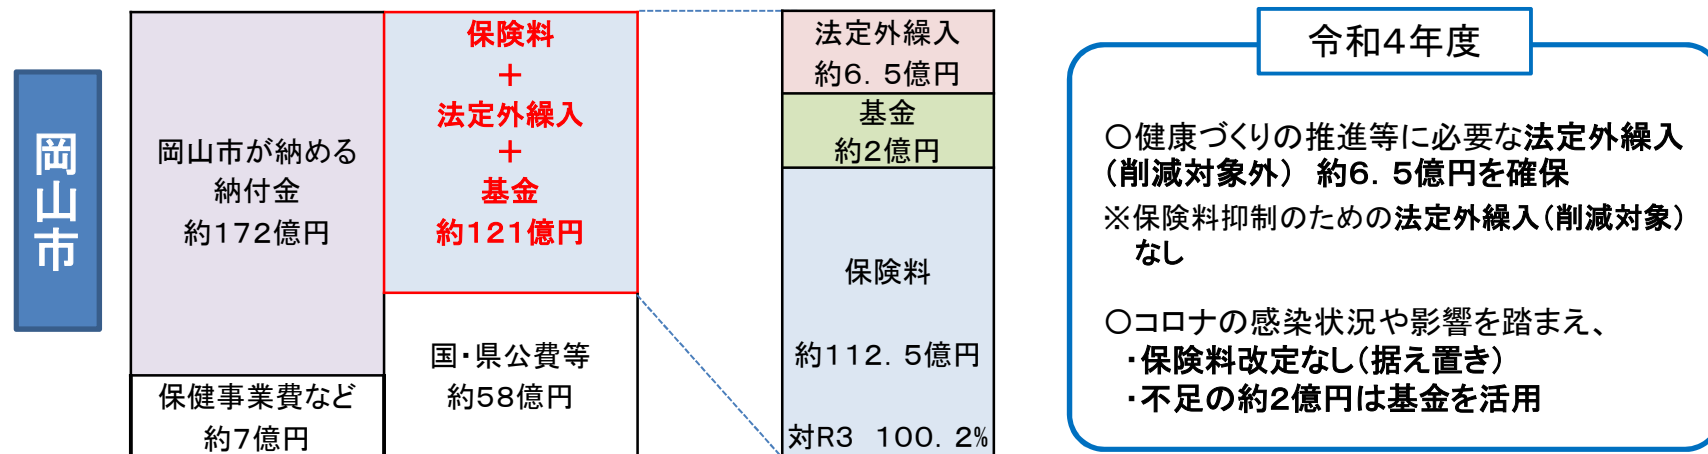 岡山市
岡山市が納める
納付金
約172億円
保健事業費など
約7億円
保険料
+
法定外繰入
+
基金
約121億円
国・県公費等
約58億円
法定外繰入
約6.5億円
基金
約2億円
保険料
約112.5億円
対R3 100.2%
令和4年度
〇健康づくりの推進等に必要な法定外繰入
(削減対象外) 約6.5億円を確保
※保険料抑制のための法定外繰入(削減対象)
なし
〇コロナの感染状況や影響を踏まえ、
・保険料改定なし(据え置き)
・不足の約2億円は基金を活用